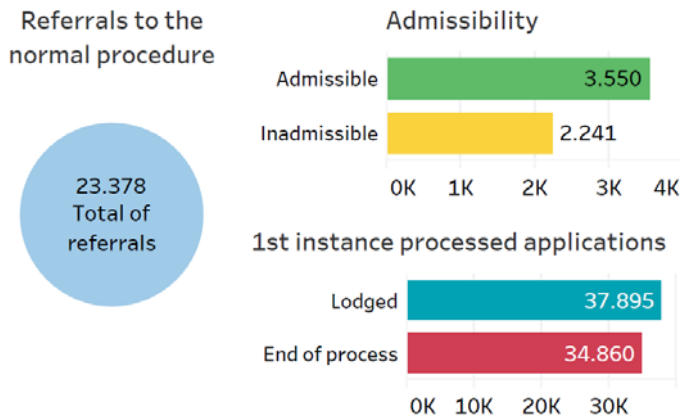 Referrals to the
normal procedure
23.378
Total of
referrals
Admissibility
Admissible 3.550
Inadmissible 2.241
0K 1K 2K 3K 4K
1st instance processed applications
Lodged 37.895
End of process 34.860
0K 10K 20K 30K